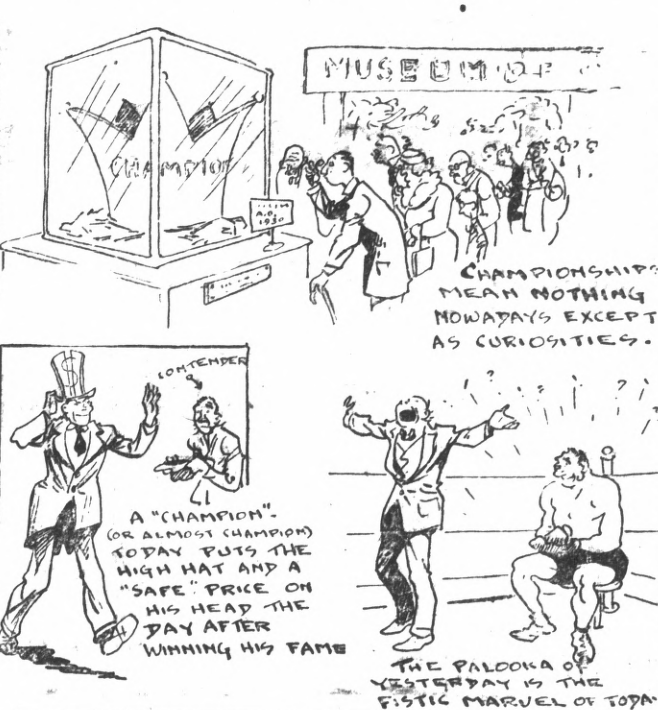 MUSEUM OF
CHAMPION
A.D.
1930
CHAMPIONSHIPS
MEAN NOTHING
NOWADAYS EXCEPT
AS CURIOSITIES.
$
CONTENDER
A "CHAMPION".
(OR ALMOST CHAMPION)
TODAY PUTS THE
HIGH HAT AND A
"SAFE" PRICE ON
HIS HEAD THE
DAY AFTER
WINNING HIS FAME
THE PALOOKA OF
YESTERDAY IS THE
FISTIC MARVEL OF TODAY